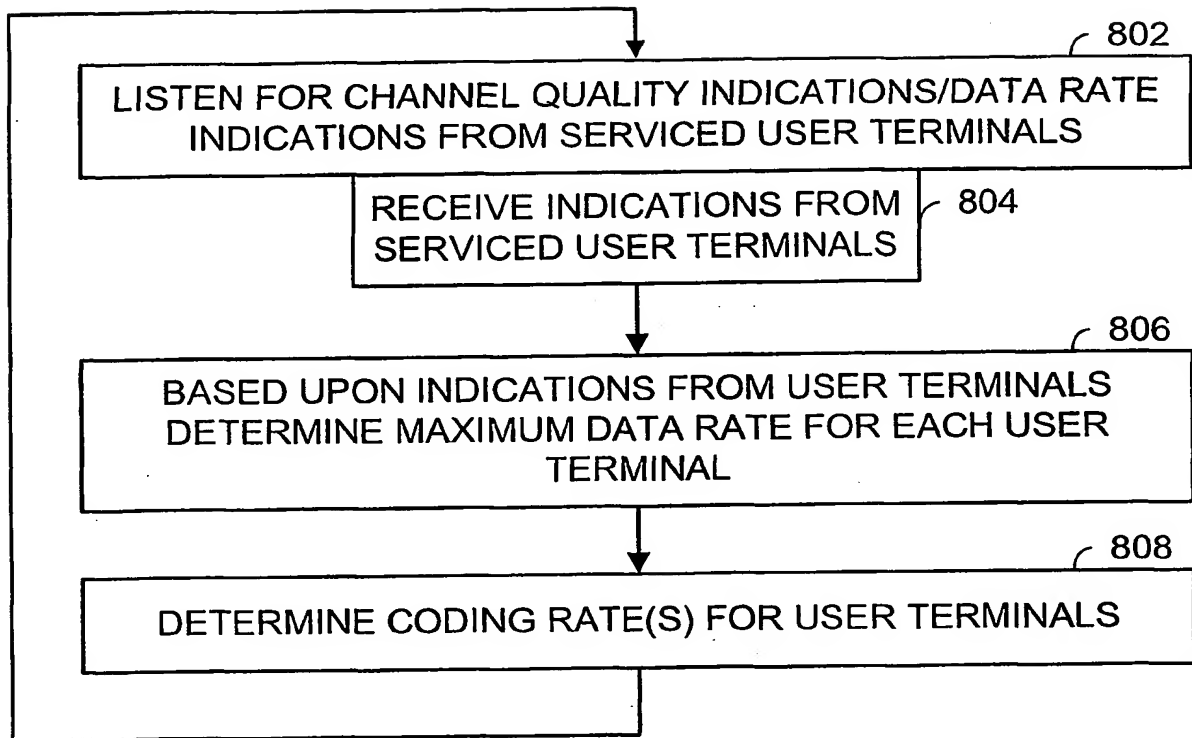 802
LISTEN FOR CHANNEL QUALITY INDICATIONS/DATA RATE
INDICATIONS FROM SERVICED USER TERMINALS
RECEIVE INDICATIONS FROM
SERVICED USER TERMINALS
804
806
BASED UPON INDICATIONS FROM USER TERMINALS
DETERMINE MAXIMUM DATA RATE FOR EACH USER
TERMINAL
808
DETERMINE CODING RATE(S) FOR USER TERMINALS